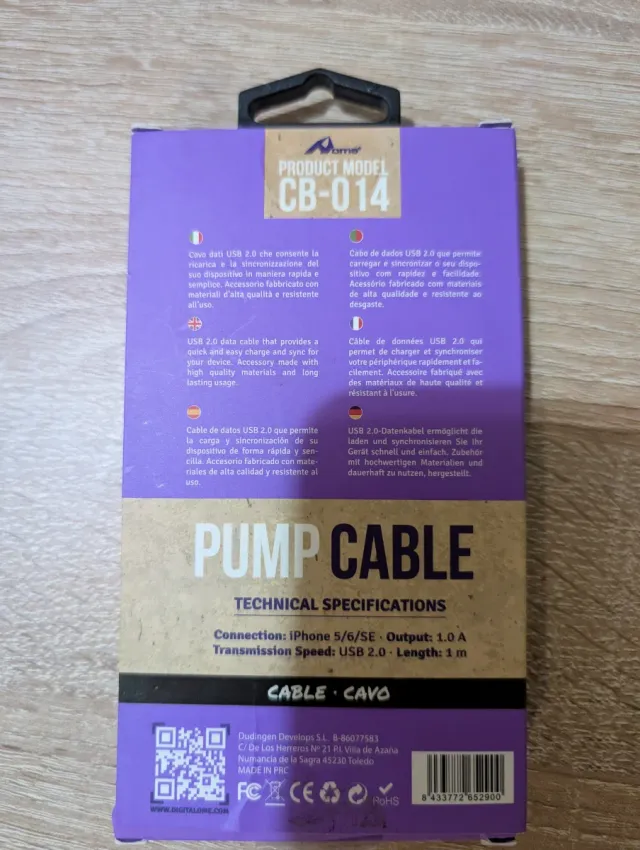 PRODUCT MODEL
CB-014
Cavo dati USB 2.0 che consente la
ricarica e la sincronizzazione del
suo dispositivo in maniera rapida e
semplice. Accessorio fabbricato con
materiali d'alta qualità e resistente
all'uso.
Cabo de dados USB 2.0 que permite
carregar e sincronizar o seu dispo-
sitivo com rapidez e facilidade.
Acessório fabricado com materiais
de alta qualidade e resistente ao
desgaste.
USB 2.0 data cable that provides a
quick and easy charge and sync for
your device. Accessory made with
high quality materials and long
lasting usage.
Câble de données USB 2.0 qui
permet de charger et synchroniser
votre périphérique rapidement et fa-
cilement. Accessoire fabriqué avec
des matériaux de haute qualité et
résistant à l'usure.
Cable de datos USB 2.0 que permite
la carga y sincronización de su
dispositivo de forma rápida y sen-
cilla. Accesorio fabricado con mate-
riales de alta calidad y resistente al
uso.
USB 2.0-Datenkabel ermöglicht die
laden und synchronisieren Sie Ihr
Gerät schnell und einfach. Zubehör
mit hochwertigen Materialien und
dauerhaft zu nutzen, hergestellt.
PUMP CABLE
TECHNICAL SPECIFICATIONS
Connection: iPhone 5/6/SE · Output: 1.0 A
Transmission Speed: USB 2.0 · Length: 1 m
CABLE · CAVO
Dudingen Develops S.L. B-86077583
C/ De Los Herreros Nº 21 P.I. Villa de Azaña
Numancia de la Sagra 45230 Toledo
MADE IN PRC
FC CE RoHS
WWW.INGITALOINE.COM
8 433772 652900